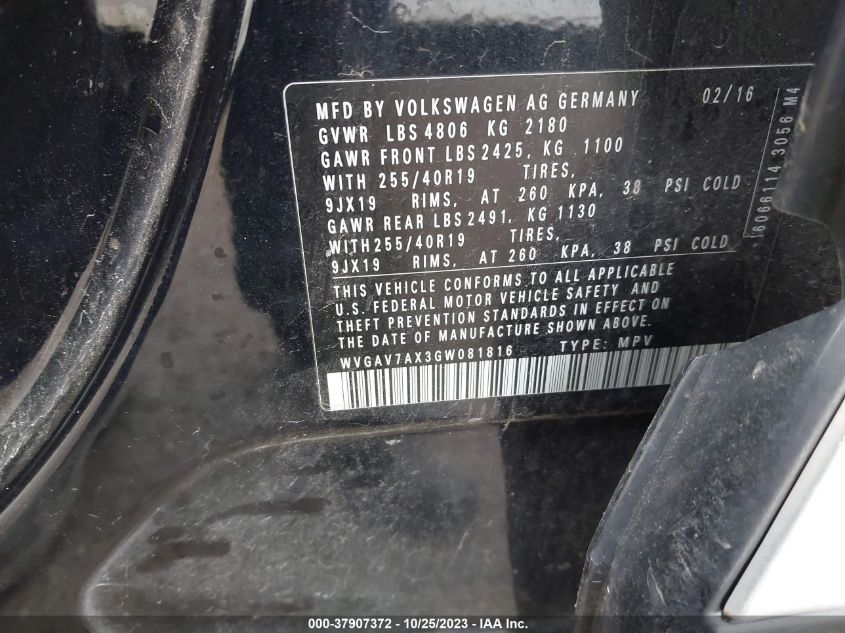 MFD BY VOLKSWAGEN AG GERMANY 02/16
GVWR LBS 4806 KG 2180
GAWR FRONT LBS 2425, KG 1100
WITH 255/40R19 TIRES,
9JX19 RIMS, AT 260 KPA, 38 PSI COLD
GAWR REAR LBS 2491, KG 1130
WITH255/40R19 TIRES,
9JX19 RIMS, AT 260 KPA, 38 PSI COLD
THIS VEHICLE CONFORMS TO ALL APPLICABLE
U.S. FEDERAL MOTOR VEHICLE SAFETY AND
THEFT PREVENTION STANDARDS IN EFFECT ON
THE DATE OF MANUFACTURE SHOWN ABOVE.
WVGAV7AX3GW081816 TYPE: MPV
16066114 3056 M4
000-37907372 - 10/25/2023 - IAA Inc.